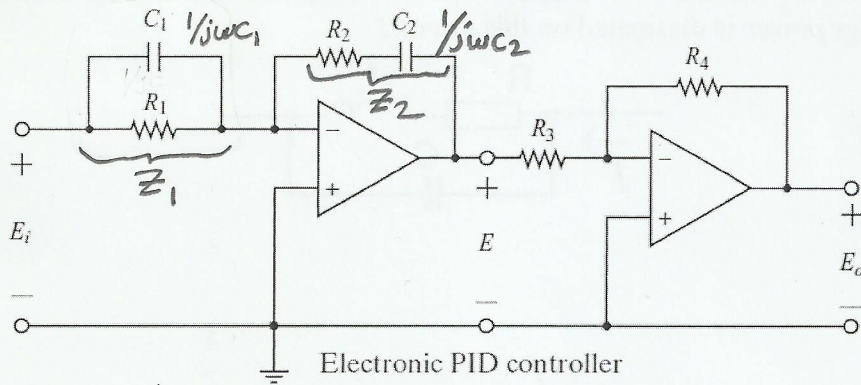 C1 1/jωC1
R2 C2 1/jωC2
R1
Z1
Z2
R3
R4
−
+
−
+
+
Ei
−
+
E
−
+
Eo
−
Electronic PID controller